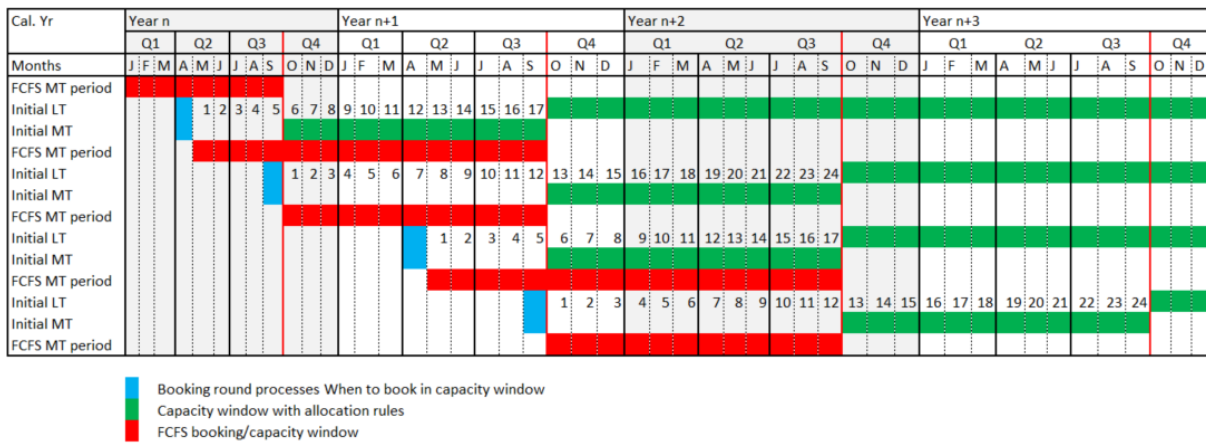 Cal. Yr Year n Year n+1 Year n+2 Year n+3
Q1 Q2 Q3 Q4 Q1 Q2 Q3 Q4 Q1 Q2 Q3 Q4 Q1 Q2 Q3 Q4
Months J F M A M J J A S O N D J F M A M J J A S O N D J F M A M J J A S O N D J F M A M J J A S O N D
FCFS MT period
Initial LT 1 2 3 4 5 6 7 8 9 10 11 12 13 14 15 16 17
Initial MT
FCFS MT period
Initial LT 1 2 3 4 5 6 7 8 9 10 11 12 13 14 15 16 17 18 19 20 21 22 23 24
Initial MT
FCFS MT period
Initial LT 1 2 3 4 5 6 7 8 9 10 11 12 13 14 15 16 17
Initial MT
FCFS MT period
Initial LT 1 2 3 4 5 6 7 8 9 10 11 12 13 14 15 16 17 18 19 20 21 22 23 24
Initial MT
FCFS MT period
Booking round processes When to book in capacity window
Capacity window with allocation rules
FCFS booking/capacity window